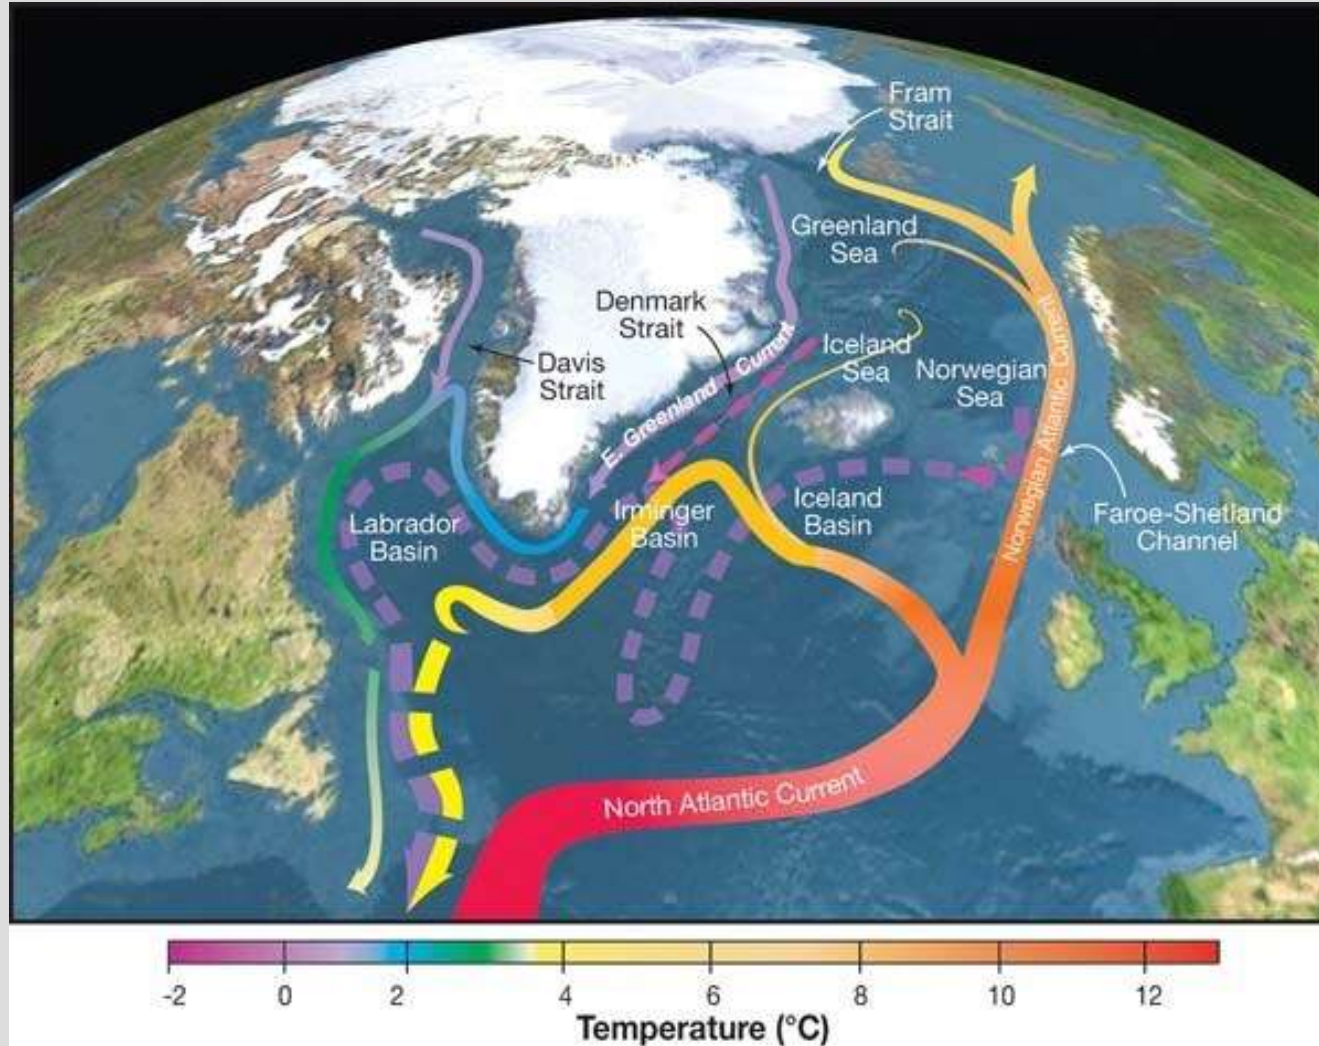 Fram
Strait
Greenland
Sea
Denmark
Strait
Davis
Strait
E. Greenland Current
Iceland
Sea
Norwegian
Sea
Norwegian Atlantic Current
Labrador
Basin
Irminger
Basin
Iceland
Basin
Faroe-Shetland
Channel
North Atlantic Current
-2 0 2 4 6 8 10 12
Temperature (°C)